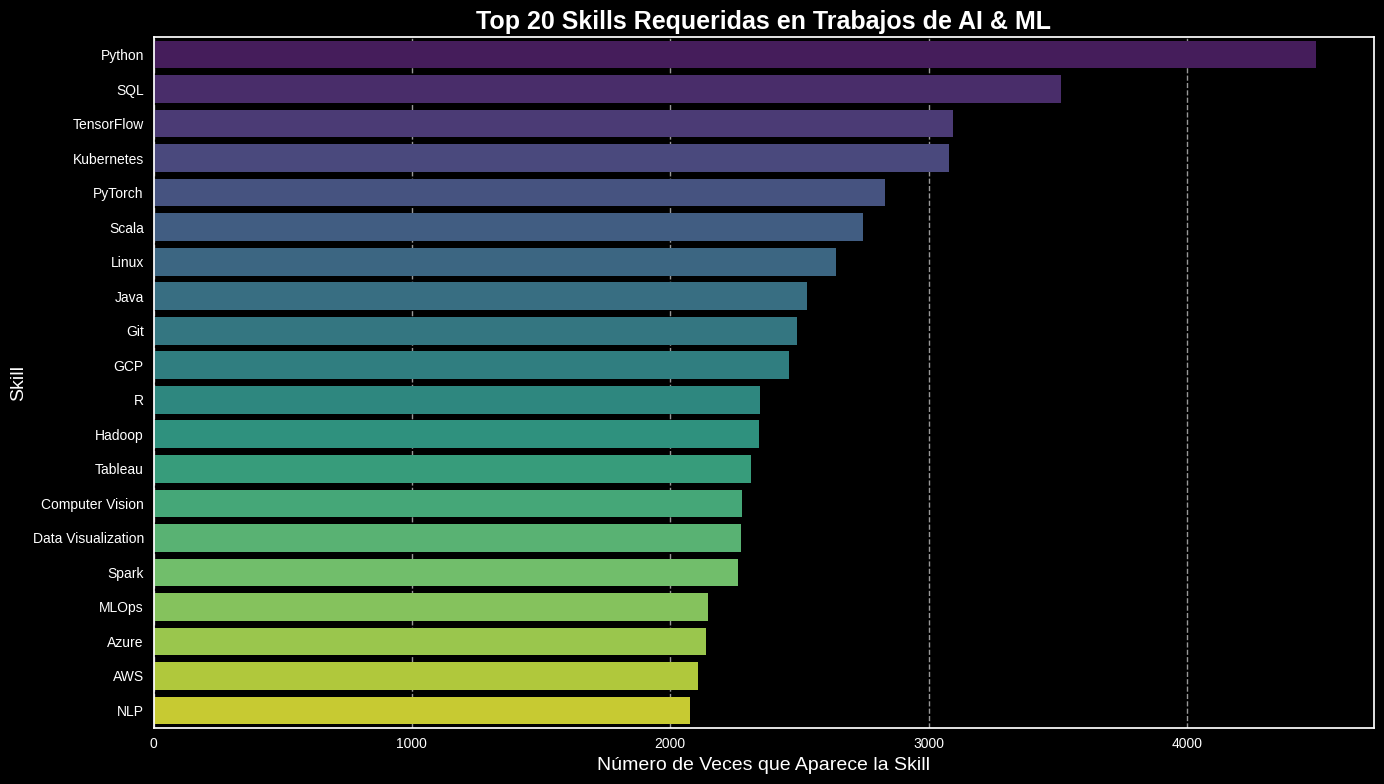 Top 20 Skills Requeridas en Trabajos de AI & ML
Skill
Python
SQL
TensorFlow
Kubernetes
PyTorch
Scala
Linux
Java
Git
GCP
R
Hadoop
Tableau
Computer Vision
Data Visualization
Spark
MLOps
Azure
AWS
NLP
0 1000 2000 3000 4000
Número de Veces que Aparece la Skill